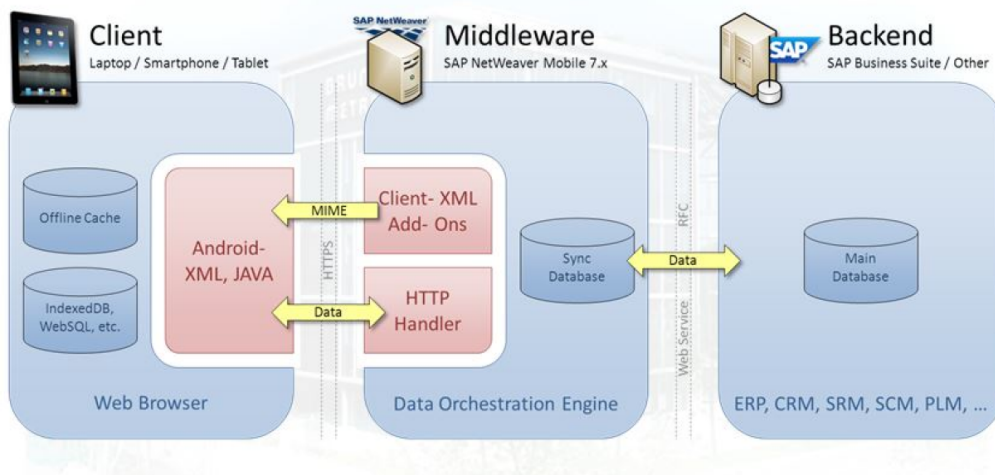 Client
Laptop / Smartphone / Tablet
SAP NetWeaver
Middleware
SAP NetWeaver Mobile 7.x
SAP
Backend
SAP Business Suite / Other
Offline Cache
IndexedDB,
WebSQL, etc.
Android-
XML, JAVA
Web Browser
MIME
Data
HTTPS
Client- XML
Add- Ons
HTTP
Handler
Sync
Database
Data Orchestration Engine
RFC
Data
Web Service
Main
Database
ERP, CRM, SRM, SCM, PLM, ...